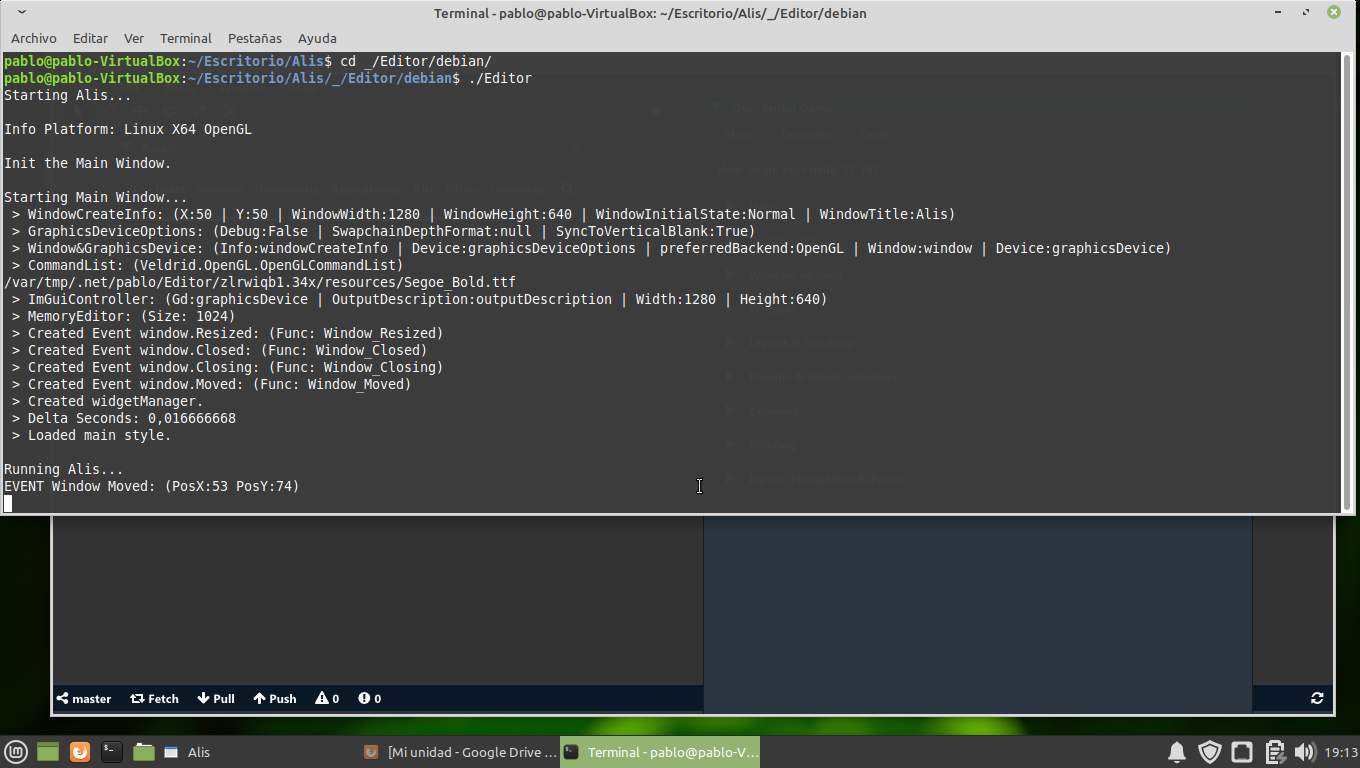 Terminal - pablo@pablo-VirtualBox: ~/Escritorio/Alis/_/Editor/debian
Archivo Editar Ver Terminal Pestañas Ayuda
pablo@pablo-VirtualBox:~/Escritorio/Alis$ cd _/Editor/debian/
pablo@pablo-VirtualBox:~/Escritorio/Alis/_/Editor/debian$ ./Editor
Starting Alis...
Info Platform: Linux X64 OpenGL
Init the Main Window.
Starting Main Window...
> WindowCreateInfo: (X:50 | Y:50 | WindowWidth:1280 | WindowHeight:640 | WindowInitialState:Normal | WindowTitle:Alis)
> GraphicsDeviceOptions: (Debug:False | SwapchainDepthFormat:null | SyncToVerticalBlank:True)
> Window&GraphicsDevice: (Info:windowCreateInfo | Device:graphicsDeviceOptions | preferredBackend:OpenGL | Window:window | Device:graphicsDevice)
> CommandList: (Veldrid.OpenGL.OpenGLCommandList)
/var/tmp/.net/pablo/Editor/zlrwiqb1.34x/resources/Segoe_Bold.ttf
> ImGuiController: (Gd:graphicsDevice | OutputDescription:outputDescription | Width:1280 | Height:640)
> MemoryEditor: (Size: 1024)
> Created Event window.Resized: (Func: Window_Resized)
> Created Event window.Closed: (Func: Window_Closed)
> Created Event window.Closing: (Func: Window_Closing)
> Created Event window.Moved: (Func: Window_Moved)
> Created widgetManager.
> Delta Seconds: 0,016666668
> Loaded main style.
Running Alis...
EVENT Window Moved: (PosX:53 PosY:74)
master Fetch Pull Push 0 0
Alis [Mi unidad - Google Drive ... Terminal - pablo@pablo-V... 19:13